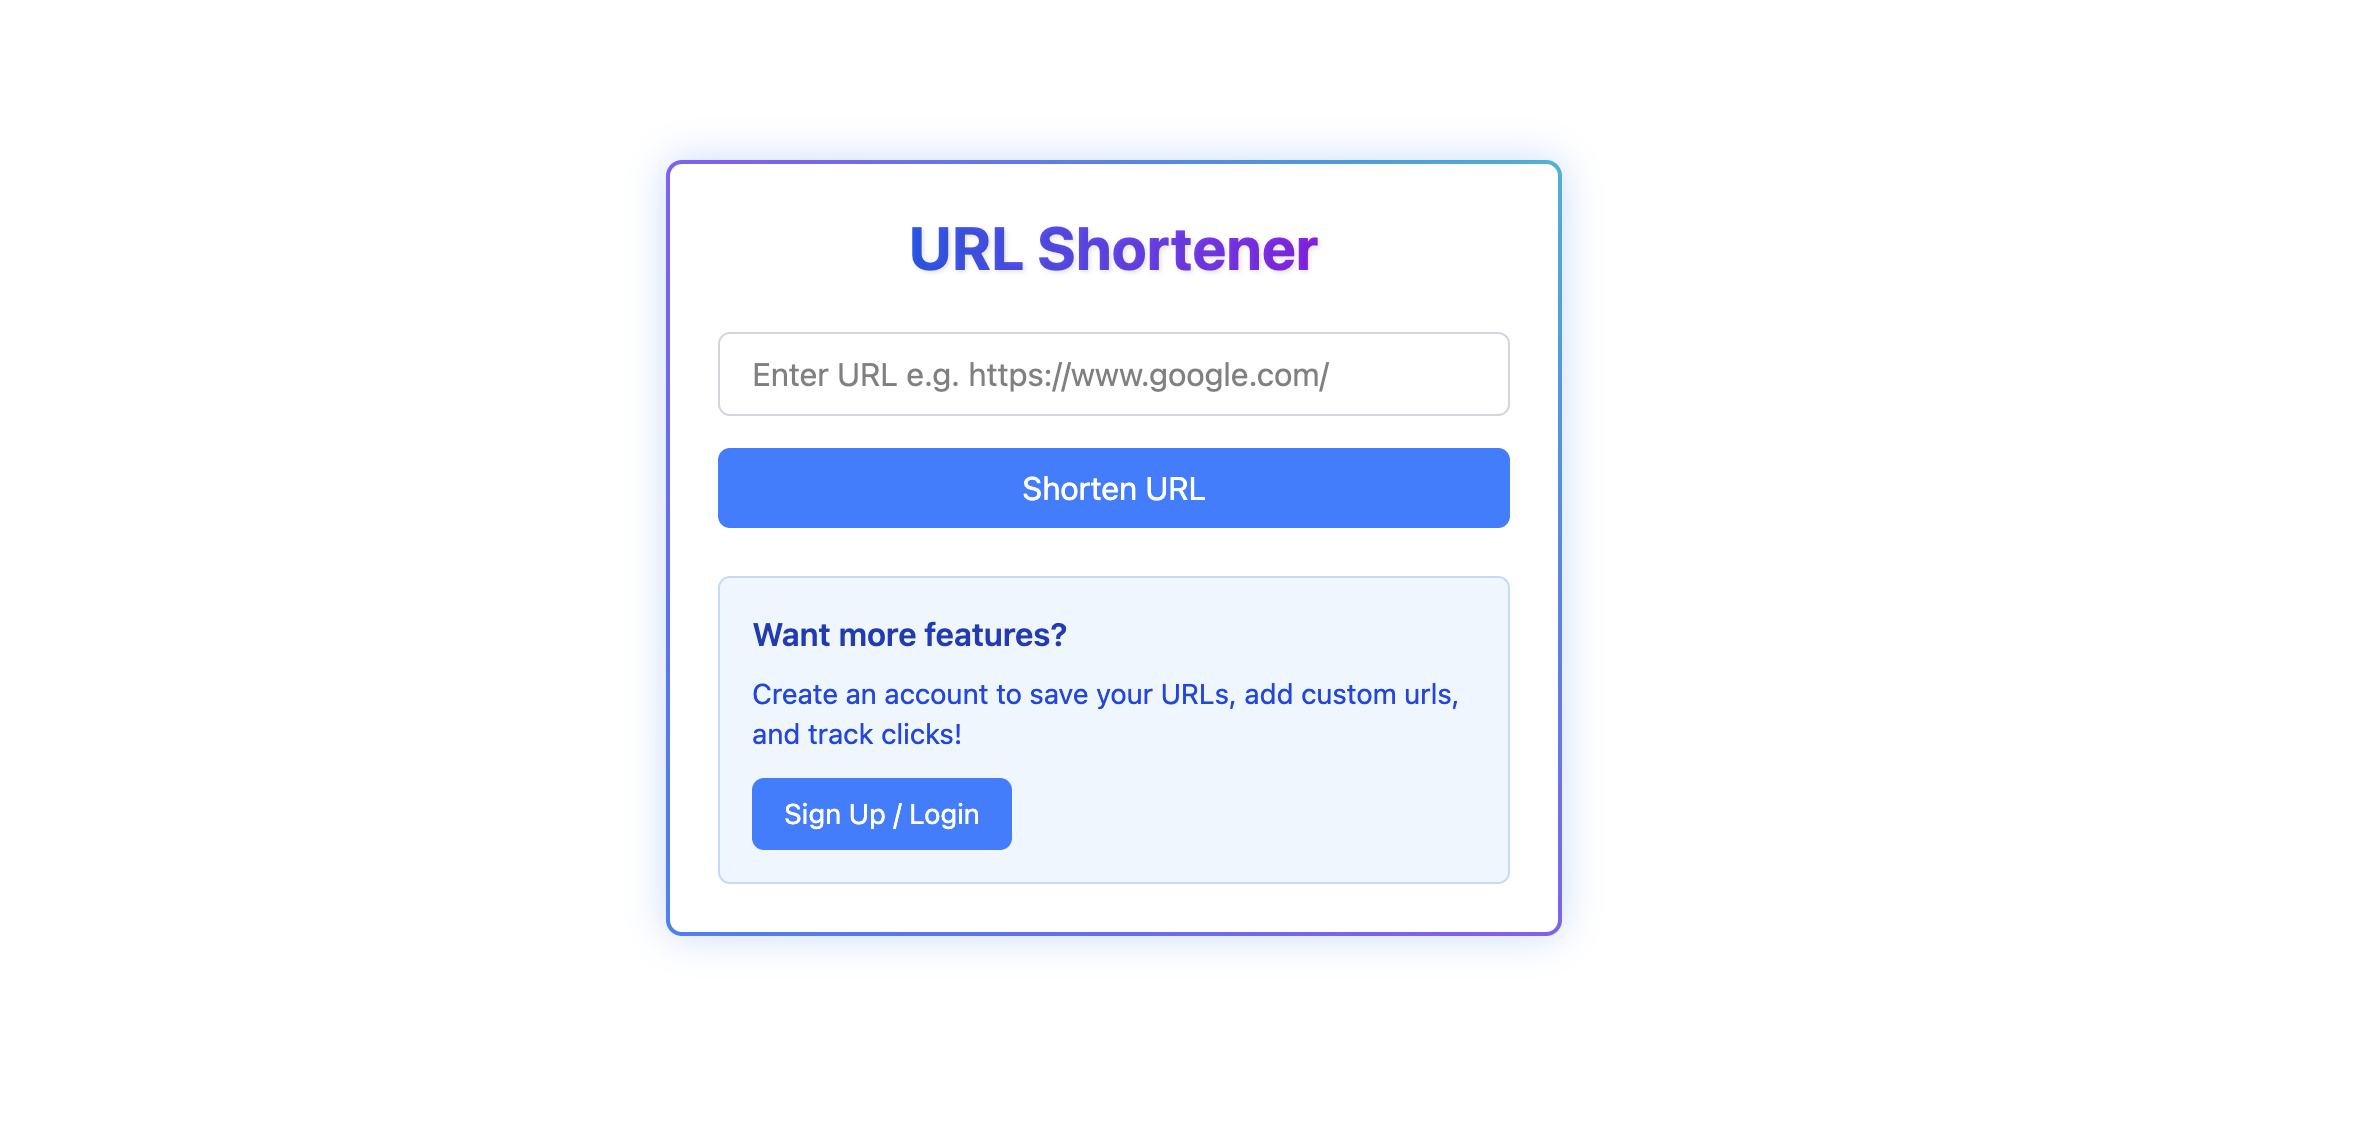 URL Shortener
Enter URL e.g. https://www.google.com/
Shorten URL
Want more features?
Create an account to save your URLs, add custom urls,
and track clicks!
Sign Up / Login